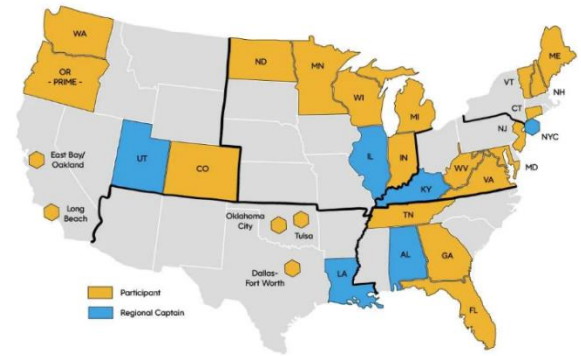 WA
OR
- PRIME -
ND
MN
WI
MI
ME
VT
NH
CT
NJ
NYC
MD
East Bay/
Oakland
UT
CO
IL
IN
WV
VA
KY
Long
Beach
Oklahoma
City
Tulsa
TN
Dallas-
Fort Worth
LA
AL
GA
FL
Participant
Regional Captain